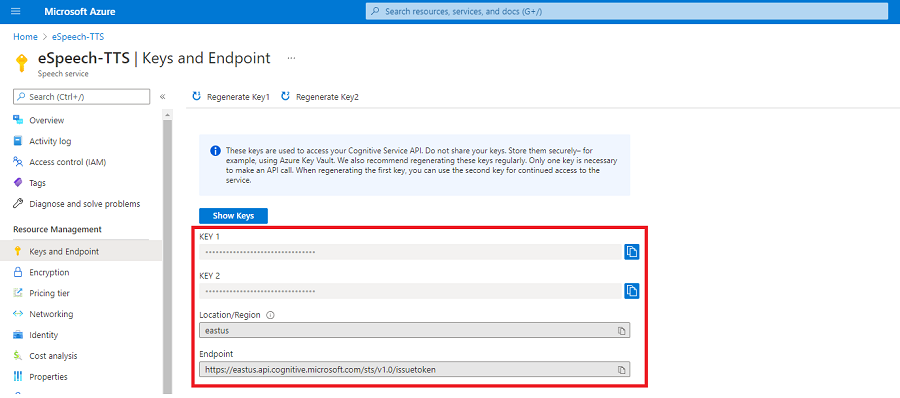 Microsoft Azure
Search resources, services, and docs (G+/)
Home > eSpeech-TTS
eSpeech-TTS | Keys and Endpoint ...
Speech service
Search (Ctrl+/) «
Regenerate Key1 Regenerate Key2
Overview
Activity log
Access control (IAM)
Tags
Diagnose and solve problems
Resource Management
Keys and Endpoint
Encryption
Pricing tier
Networking
Identity
Cost analysis
Properties
These keys are used to access your Cognitive Service API. Do not share your keys. Store them securely– for
example, using Azure Key Vault. We also recommend regenerating these keys regularly. Only one key is necessary
to make an API call. When regenerating the first key, you can use the second key for continued access to the
service.
Show Keys
KEY 1
••••••••••••••••••••••••••••••••
KEY 2
••••••••••••••••••••••••••••••••
Location/Region
eastus
Endpoint
https://eastus.api.cognitive.microsoft.com/sts/v1.0/issuetoken